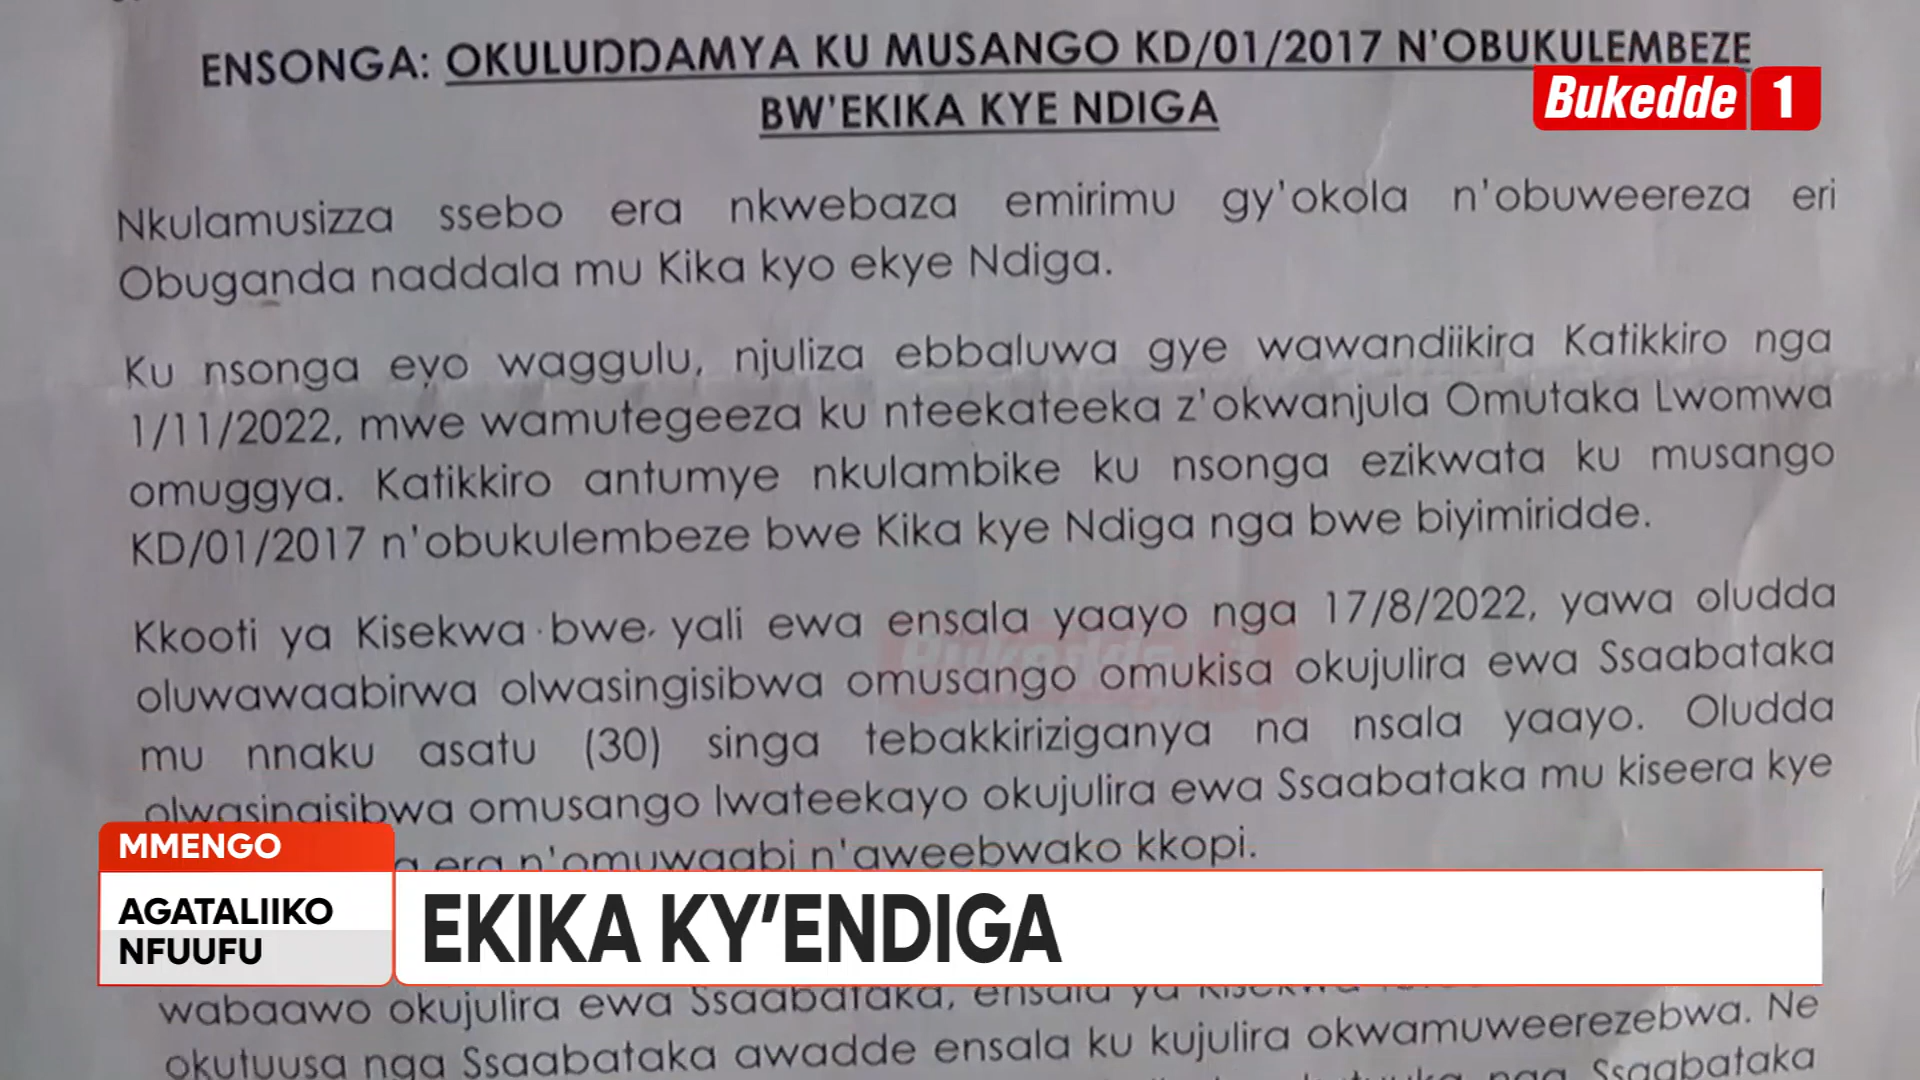 ENSONGA: OKULUDDAMYA KU MUSANGO KD/01/2017 N'OBUKULEMBEZE
BW'EKIKA KYE NDIGA
Bukedde 1
Nkulamusizza ssebo era nkwebaza emirimu gy'okola n'obuweereza eri
Obuganda naddala mu Kika kyo ekye Ndiga.
Ku nsonga eyo waggulu, njuliza ebbaluwa gye wawandiikira Katikkiro nga
1/11/2022, mwe wamutegeeza ku nteekateeka z'okwanjula Omutaka Lwomwa
omuggya. Katikkiro antumye nkulambike ku nsonga ezikwata ku musango
KD/01/2017 n'obukulembeze bwe Kika kye Ndiga nga bwe biyimiridde.
Kkooti ya Kisekwa bwe yali ewa ensala yaayo nga 17/8/2022, yawa oludda
oluwawaabirwa olwasingisibwa omusango omukisa okujulira ewa Ssaabataka
mu nnaku asatu (30) singa tebakkiriziganya na nsala yaayo. Oludda
olwasingisibwa omusango lwateekayo okujulira ewa Ssaabataka mu kiseera kye
era n'omuwaabi n'aweebwako kkopi.
MMENGO
AGATALIIKO
NFUUFU
EKIKA KY'ENDIGA
wabaawo okujulira ewa Ssaabataka, ensala ya
okutuusa nga Ssaabataka awadde ensala ku kujulira okwamuweerezebwa. Ne
nga Ssaabataka